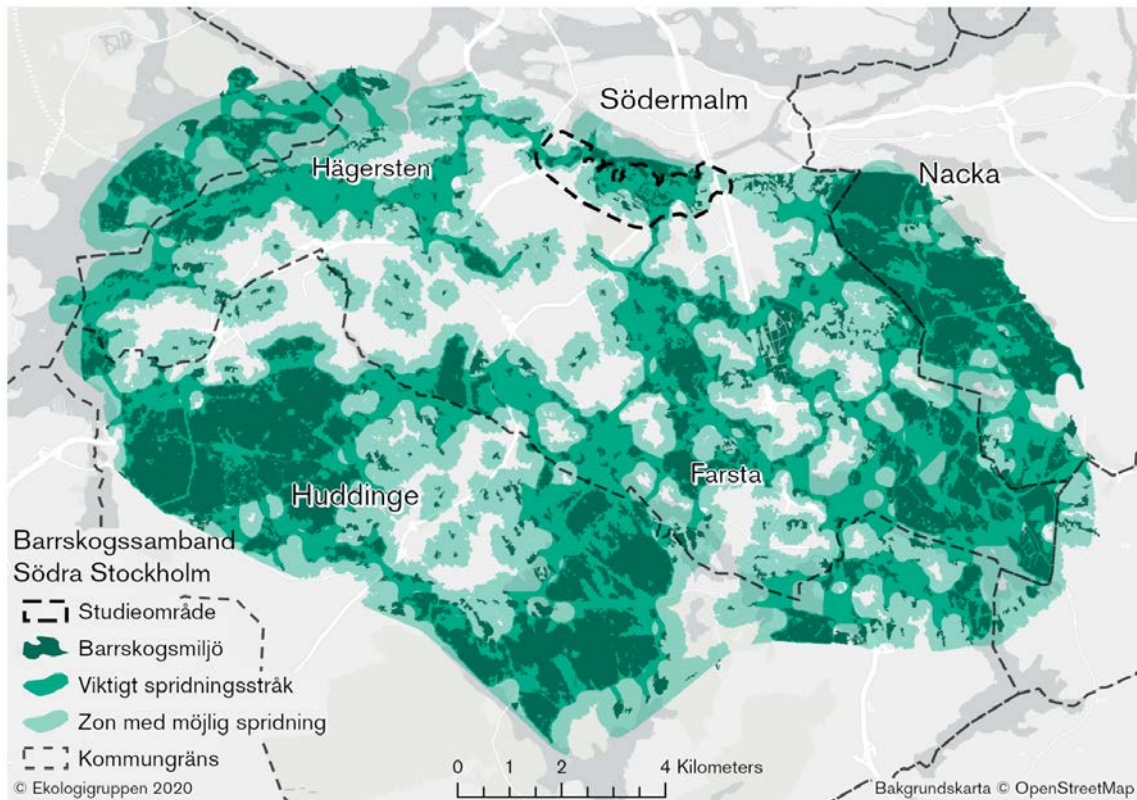 Södermalm
Nacka
Hägersten
Farsta
Huddinge
Barrskogssamband
Södra Stockholm
Studieområde
Barrskogsmiljö
Viktigt spridningsstråk
Zon med möjlig spridning
Kommungräns
0 2 4 Kilometers
© Ekologigruppen 2020
Bakgrundskarta © OpenStreetMap